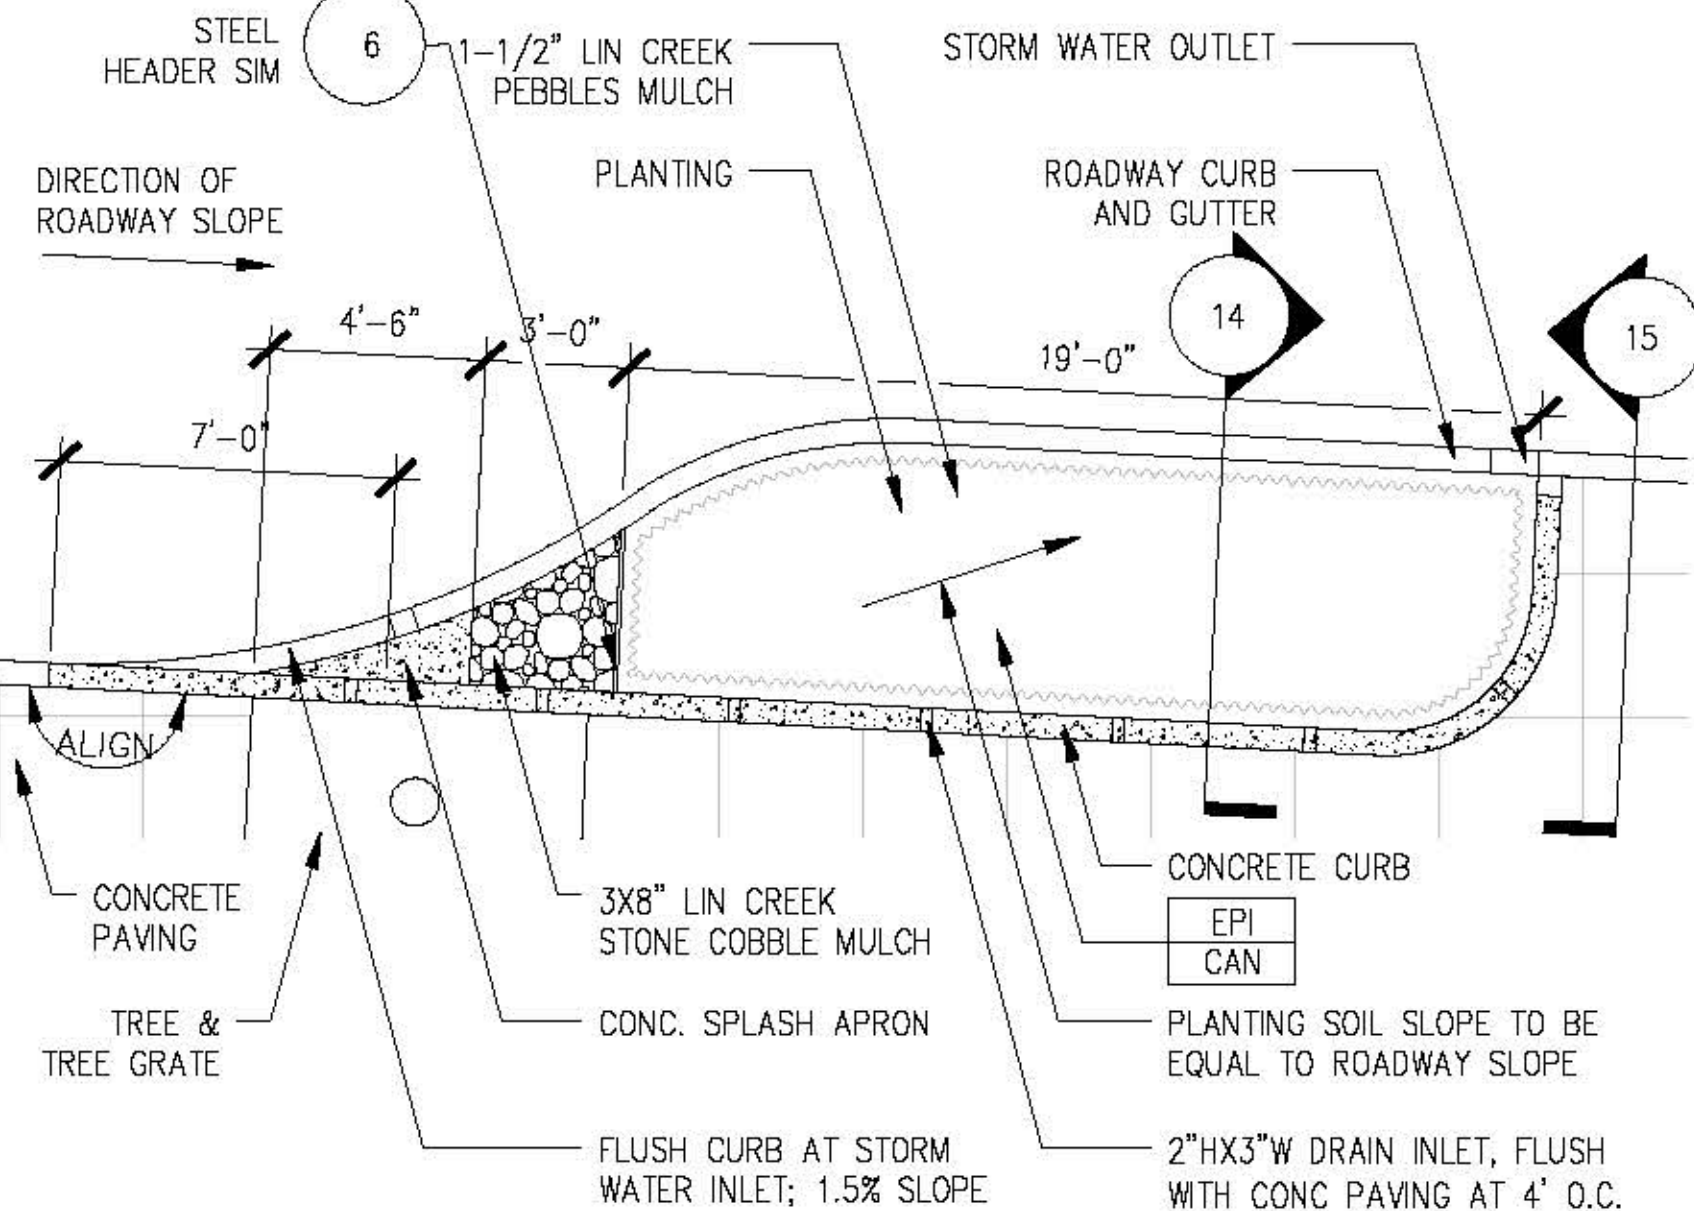 STEEL
HEADER SIM
6
1-1/2" LIN CREEK
PEBBLES MULCH
STORM WATER OUTLET
DIRECTION OF
ROADWAY SLOPE
PLANTING
ROADWAY CURB
AND GUTTER
14
15
4'-6"
3'-0"
19'-0"
7'-0"
ALIGN
CONCRETE
PAVING
3X8" LIN CREEK
STONE COBBLE MULCH
CONCRETE CURB
EPI
CAN
TREE &
TREE GRATE
CONC. SPLASH APRON
PLANTING SOIL SLOPE TO BE
EQUAL TO ROADWAY SLOPE
FLUSH CURB AT STORM
WATER INLET; 1.5% SLOPE
2"HX3"W DRAIN INLET, FLUSH
WITH CONC PAVING AT 4' O.C.